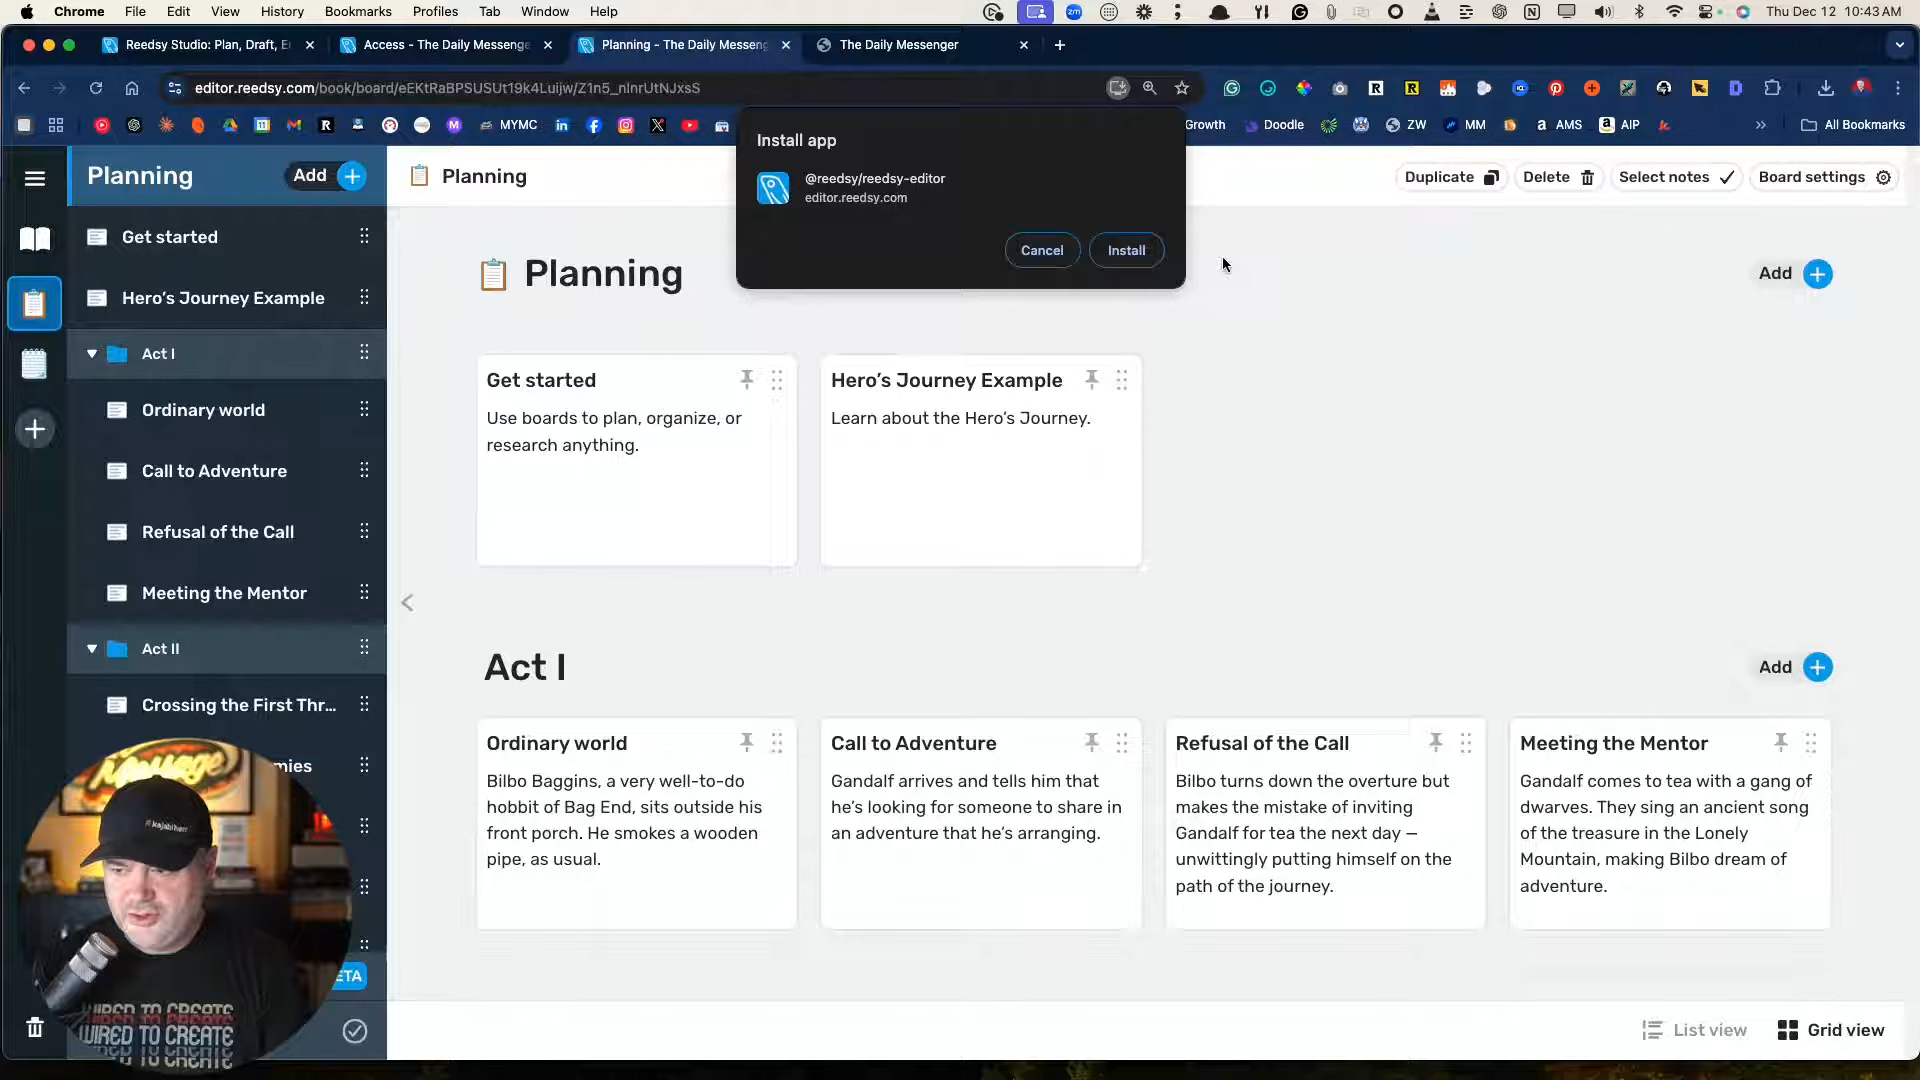 Chrome File Edit View History Bookmarks Profiles Tab Window Help
Thu Dec 12 10:43 AM
Reedsy Studio: Plan, Draft, E
Access - The Daily Messenge
Planning - The Daily Messeng
The Daily Messenger
editor.reedsy.com/book/board/eEKtRaBPSUSUt19k4Luijw/Z1n5_nlnrUtNJxsS
MYMC
Growth
Doodle
ZW
MM
AMS
AIP
All Bookmarks
Install app
@reedsy/reedsy-editor
editor.reedsy.com
Cancel
Install
Planning
Add
Get started
Hero's Journey Example
Act I
Ordinary world
Call to Adventure
Refusal of the Call
Meeting the Mentor
Act II
Crossing the First Thr...
mies
ETA
Planning
Duplicate
Delete
Select notes
Board settings
Planning
Add
Get started
Use boards to plan, organize, or
research anything.
Hero's Journey Example
Learn about the Hero's Journey.
Act I
Add
Ordinary world
Bilbo Baggins, a very well-to-do
hobbit of Bag End, sits outside his
front porch. He smokes a wooden
pipe, as usual.
Call to Adventure
Gandalf arrives and tells him that
he's looking for someone to share in
an adventure that he's arranging.
Refusal of the Call
Bilbo turns down the overture but
makes the mistake of inviting
Gandalf for tea the next day —
unwittingly putting himself on the
path of the journey.
Meeting the Mentor
Gandalf comes to tea with a gang of
dwarves. They sing an ancient song
of the treasure in the Lonely
Mountain, making Bilbo dream of
adventure.
List view
Grid view
Message
#kajabihero
WIRED TO CREATE
WIRED TO CREATE
WIRED TO CREATE